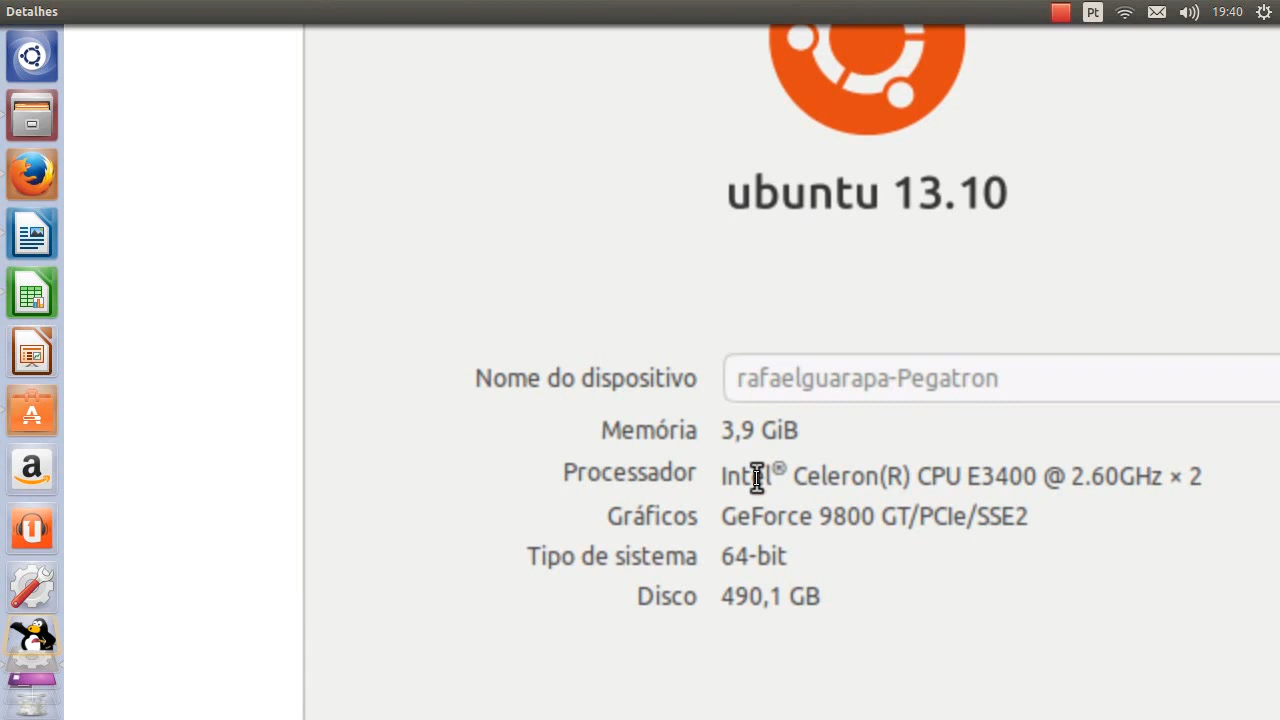 Detalhes
Pt
19:40
ubuntu 13.10
Nome do dispositivo rafaelguarapa-Pegatron
Memória 3,9 GiB
Processador Intel® Celeron(R) CPU E3400 @ 2.60GHz × 2
Gráficos GeForce 9800 GT/PCIe/SSE2
Tipo de sistema 64-bit
Disco 490,1 GB